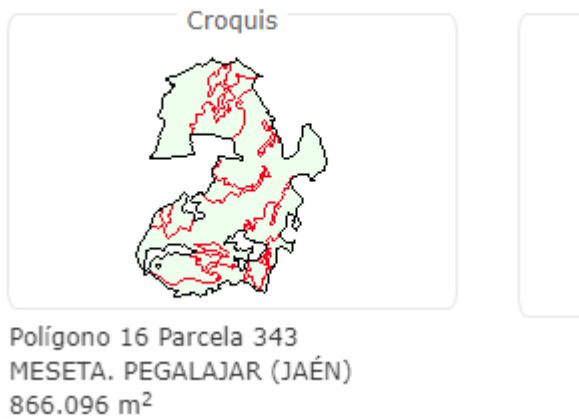 Croquis
Polígono 16 Parcela 343
MESETA. PEGALAJAR (JAÉN)
866.096 m²